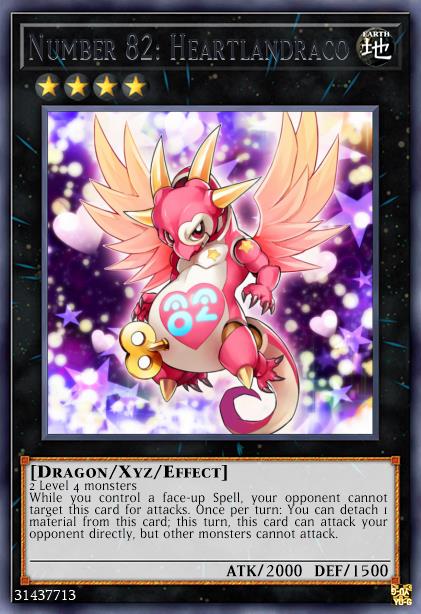 Number 82: Heartlandraco
EARTH
地
82
[Dragon/Xyz/Effect]
2 Level 4 monsters
While you control a face-up Spell, your opponent cannot
target this card for attacks. Once per turn: You can detach 1
material from this card; this turn, this card can attack your
opponent directly, but other monsters cannot attack.
ATK/2000 DEF/1500
31437713